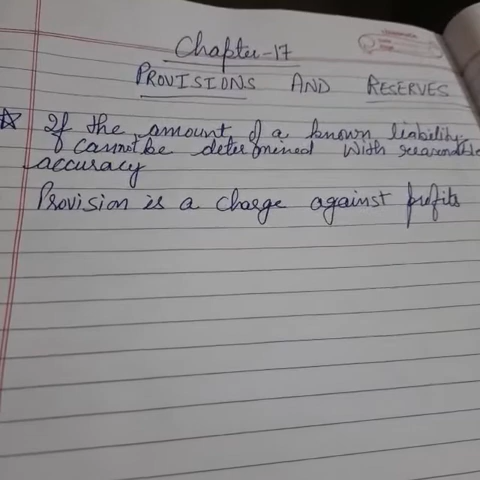 Chapter-17
PROVISIONS AND RESERVES
If the amount of a known liability
cannot be determined with reasonable
accuracy
Provision is a charge against profits